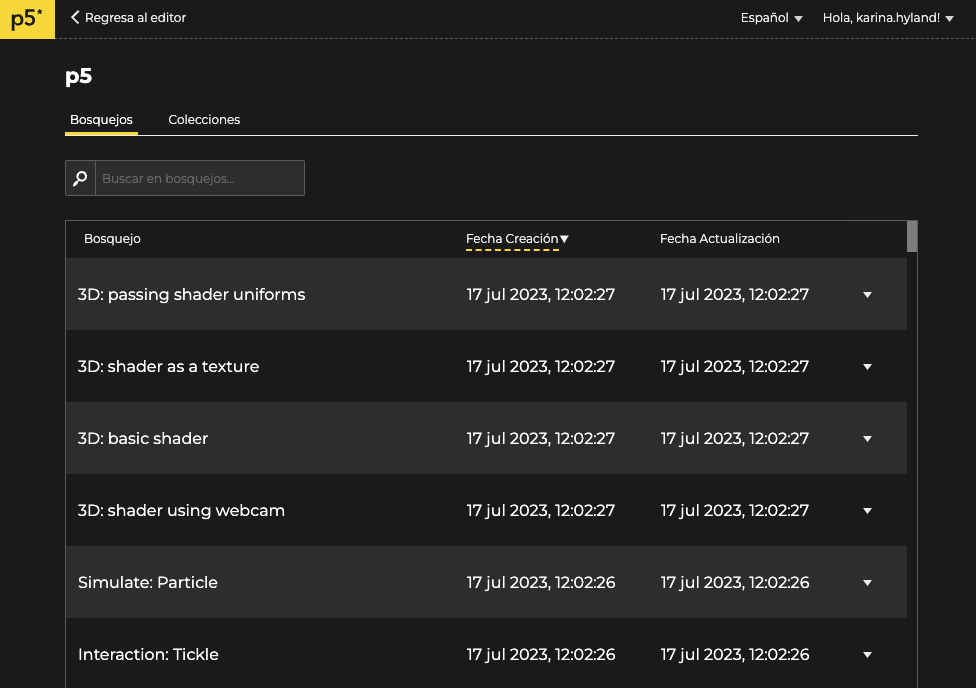 p5* Regresa al editor Español Hola, karina.hyland!
p5
Bosquejos Colecciones
Buscar en bosquejos...
Bosquejo Fecha Creación Fecha Actualización
3D: passing shader uniforms 17 jul 2023, 12:02:27 17 jul 2023, 12:02:27
3D: shader as a texture 17 jul 2023, 12:02:27 17 jul 2023, 12:02:27
3D: basic shader 17 jul 2023, 12:02:27 17 jul 2023, 12:02:27
3D: shader using webcam 17 jul 2023, 12:02:27 17 jul 2023, 12:02:27
Simulate: Particle 17 jul 2023, 12:02:26 17 jul 2023, 12:02:26
Interaction: Tickle 17 jul 2023, 12:02:26 17 jul 2023, 12:02:26